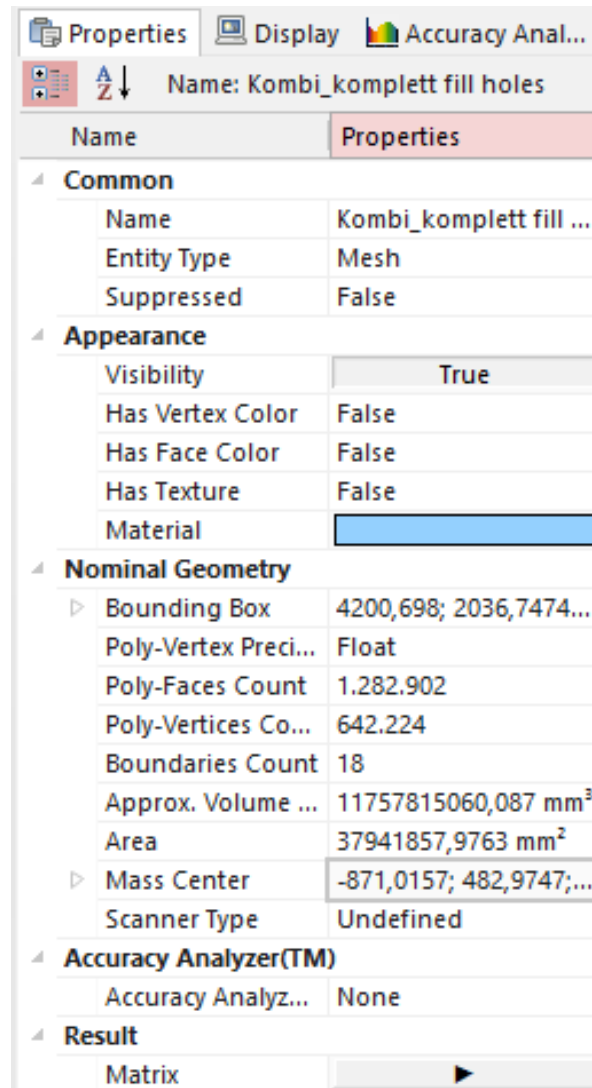 Properties Display Accuracy Anal...
Name: Kombi_komplett fill holes
Name Properties
Common
Name Kombi_komplett fill ...
Entity Type Mesh
Suppressed False
Appearance
Visibility True
Has Vertex Color False
Has Face Color False
Has Texture False
Material
Nominal Geometry
Bounding Box 4200,698; 2036,7474...
Poly-Vertex Preci... Float
Poly-Faces Count 1.282.902
Poly-Vertices Co... 642.224
Boundaries Count 18
Approx. Volume ... 11757815060,087 mm³
Area 37941857,9763 mm²
Mass Center -871,0157; 482,9747;...
Scanner Type Undefined
Accuracy Analyzer(TM)
Accuracy Analyz... None
Result
Matrix